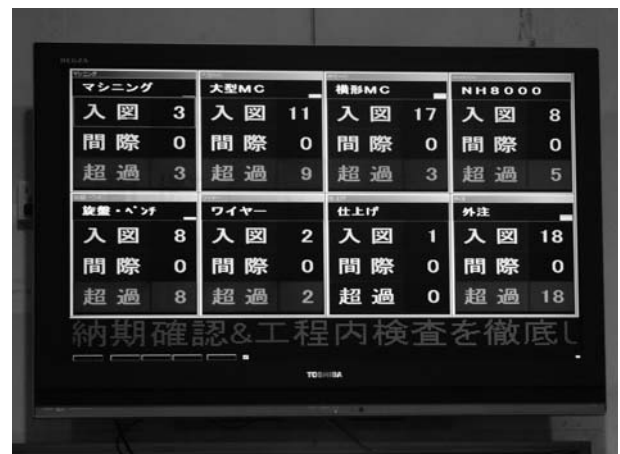 REGZA
マシニング
入図 3
間際 0
超過 3
大型MC
入図 11
間際 0
超過 9
横形MC
入図 17
間際 0
超過 3
NH8000
入図 8
間際 0
超過 5
旋盤・ベンチ
入図 8
間際 0
超過 8
ワイヤー
入図 2
間際 0
超過 2
仕上げ
入図 1
間際 0
超過 0
外注
入図 18
間際 0
超過 18
納期確認&工程内検査を徹底し
TOSHIBA